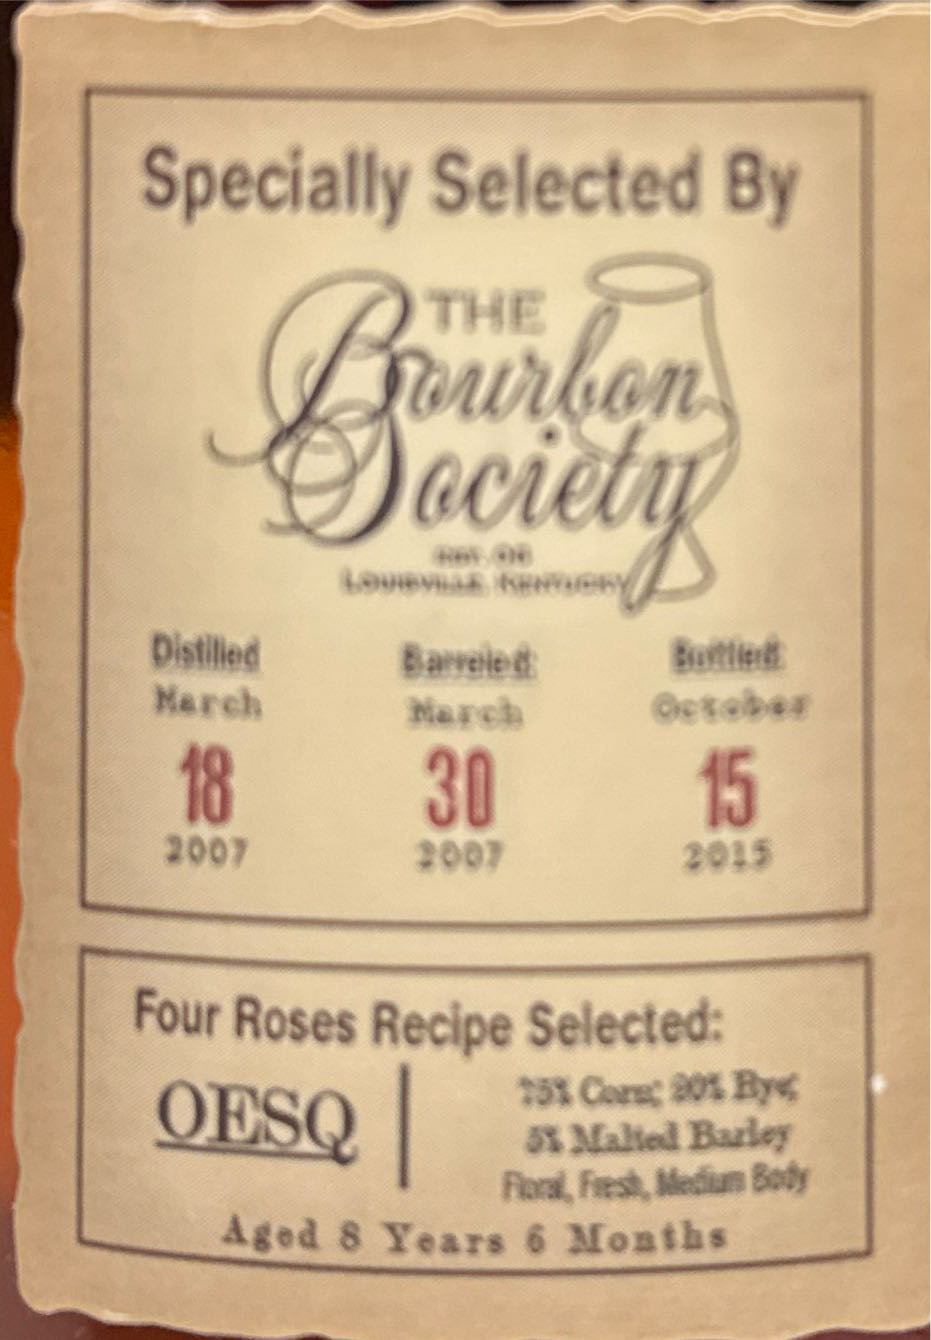 Specially Selected By
THE
Bourbon
Society
EST. 06
LOUISVILLE, KENTUCKY
Distilled Barreled: Bottled:
March March October
18 30 15
2007 2007 2015
Four Roses Recipe Selected:
OESQ
75% Corn; 20% Rye;
5% Malted Barley
Floral, Fresh, Medium Body
Aged 8 Years 6 Months